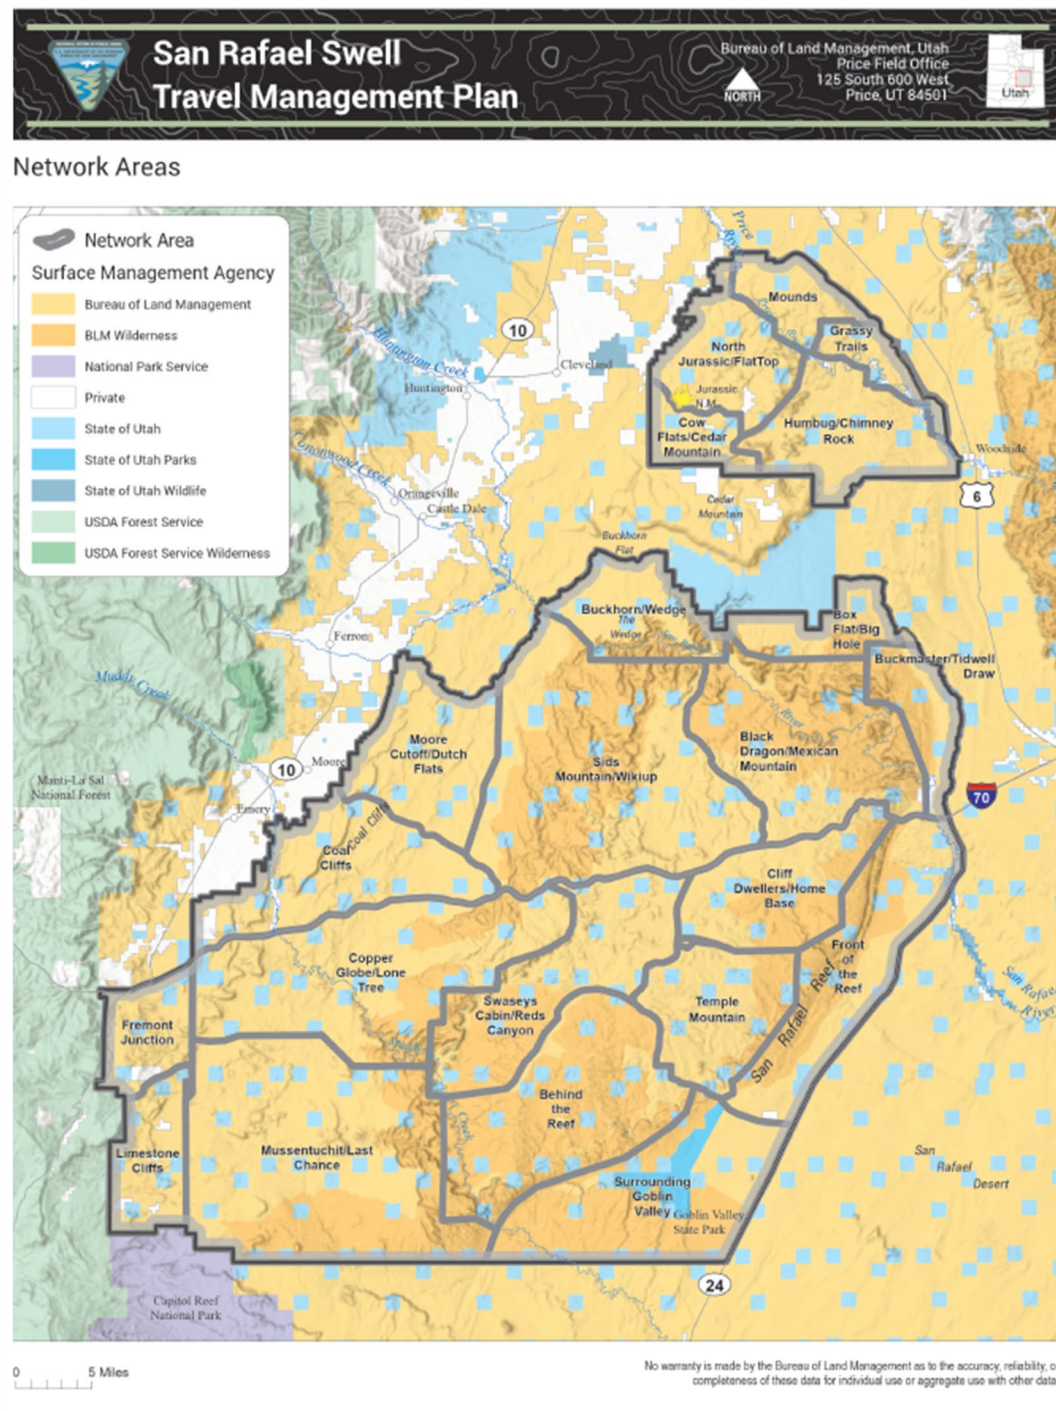 San Rafael Swell
Travel Management Plan
NORTH
Bureau of Land Management, Utah
Price Field Office
125 South 600 West
Price, UT 84501
Utah
Network Areas
Network Area
Surface Management Agency
Bureau of Land Management
BLM Wilderness
National Park Service
Private
State of Utah
State of Utah Parks
State of Utah Wildlife
USDA Forest Service
USDA Forest Service Wilderness
Price
River
Mounds
10
Grassy
Trails
North
Jurassic/FlatTop
Huntington Creek
Cleveland
Huntington
Jurassic
N.M.
Cow
Flats/Cedar
Mountain
Humbug/Chimney
Rock
Woodside
Cottonwood Creek
Orangeville
Castle Dale
6
Cedar
Mountain
Buckhorn
Flat
Buckhorn/Wedge
The
Wedge
Box
Flat/Big
Hole
Ferron
Buckmaster/Tidwell
Draw
Muddy Creek
River
Moore
Cutoff/Dutch
Flats
Black
Dragon/Mexican
Mountain
Sids
Mountain/Wikiup
10
Moore
Manti-La Sal
National Forest
70
Emery
Coal Cliffs
Coal
Cliffs
Cliff
Dwellers/Home
Base
Copper
Globe/Lone
Tree
Front
of
the
Reef
San Rafael Reef
San Rafae
River
Swaseys
Cabin/Reds
Canyon
Temple
Mountain
Fremont
Junction
Muddy
Creek
Behind
the
Reef
Limestone
Cliffs
Mussentuchit/Last
Chance
San
Rafael
Desert
Surrounding
Goblin
Valley
Goblin Valley
State Park
24
Capitol Reef
National Park
0 5 Miles
No warranty is made by the Bureau of Land Management as to the accuracy, reliability, o
completeness of these data for individual use or aggregate use with other data